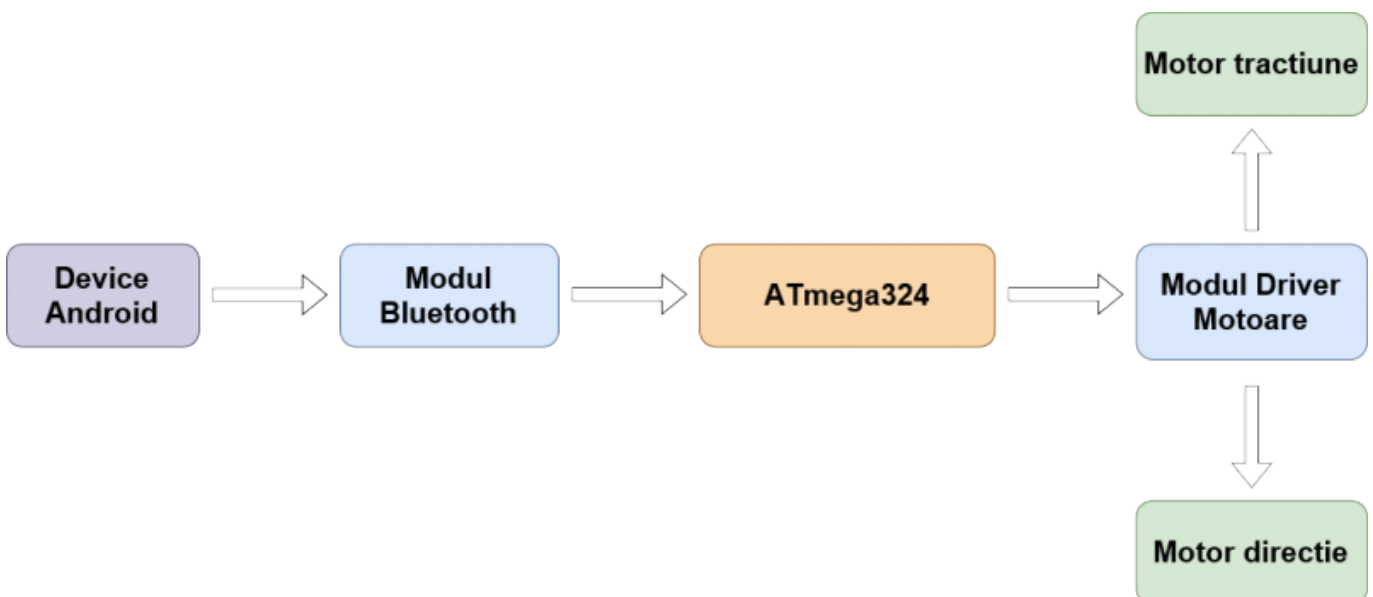 Motor tractiune
Device
Android
Modul
Bluetooth
ATmega324
Modul Driver
Motoare
Motor directie